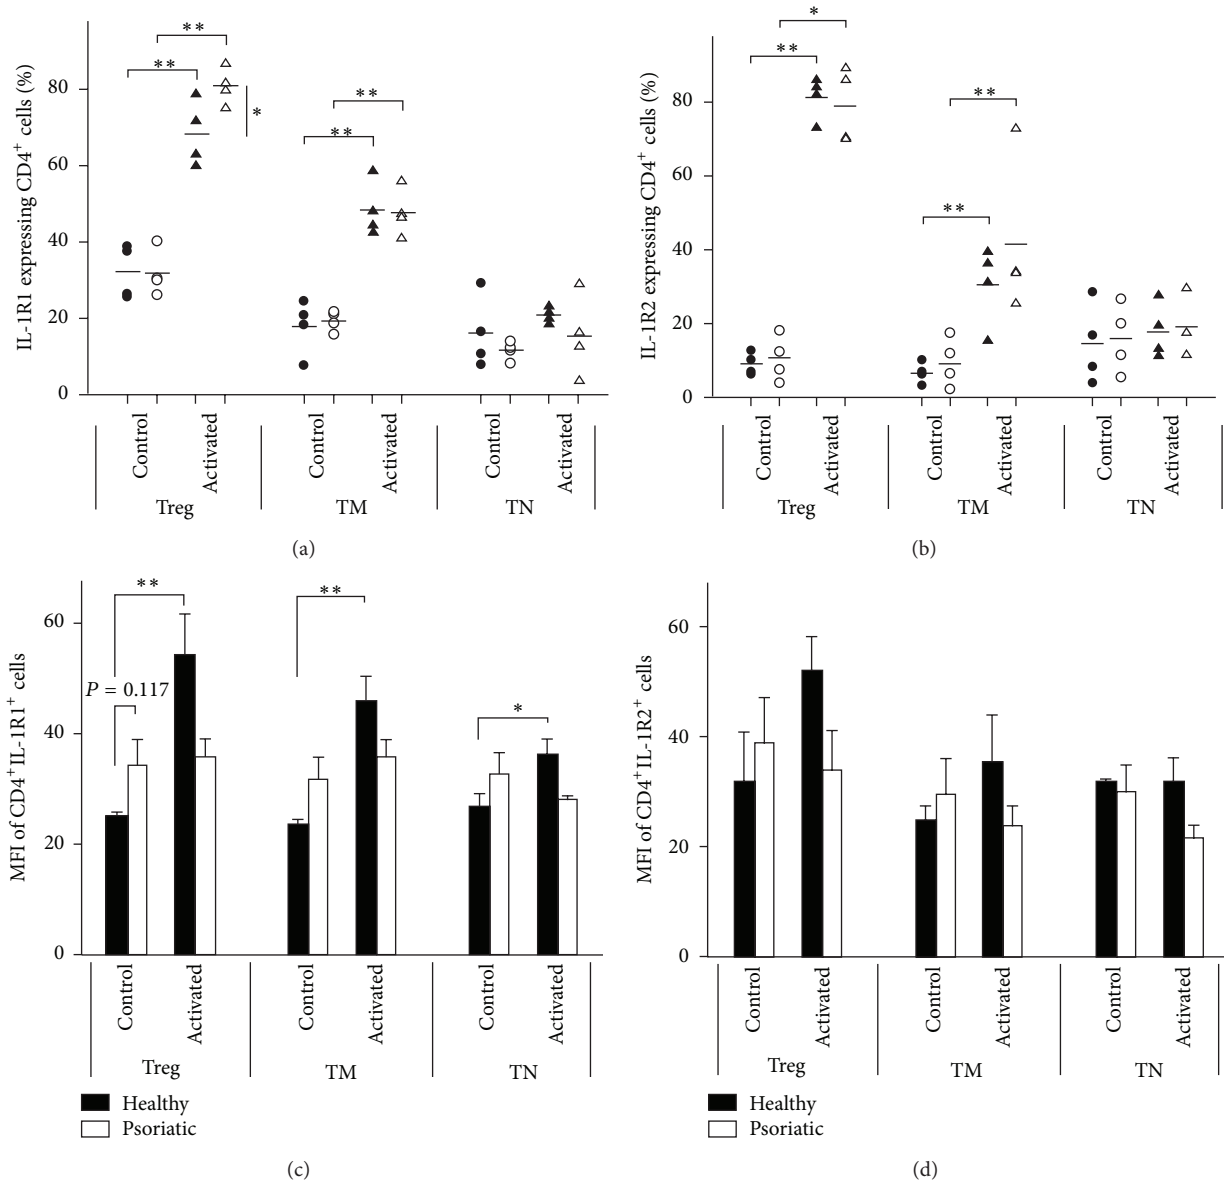 IL-1R1 expressing CD4+ cells (%)
80
60
40
20
0
**
**
*
**
**
Control
Activated
Control
Activated
Control
Activated
Treg
TM
TN
(a)
IL-1R2 expressing CD4+ cells (%)
80
60
40
20
0
*
**
**
**
Control
Activated
Control
Activated
Control
Activated
Treg
TM
TN
(b)
MFI of CD4+IL-1R1+ cells
60
40
20
0
**
P = 0.117
**
*
Control
Activated
Control
Activated
Control
Activated
Treg
TM
TN
Healthy
Psoriatic
(c)
MFI of CD4+IL-1R2+ cells
60
40
20
0
Control
Activated
Control
Activated
Control
Activated
Treg
TM
TN
Healthy
Psoriatic
(d)